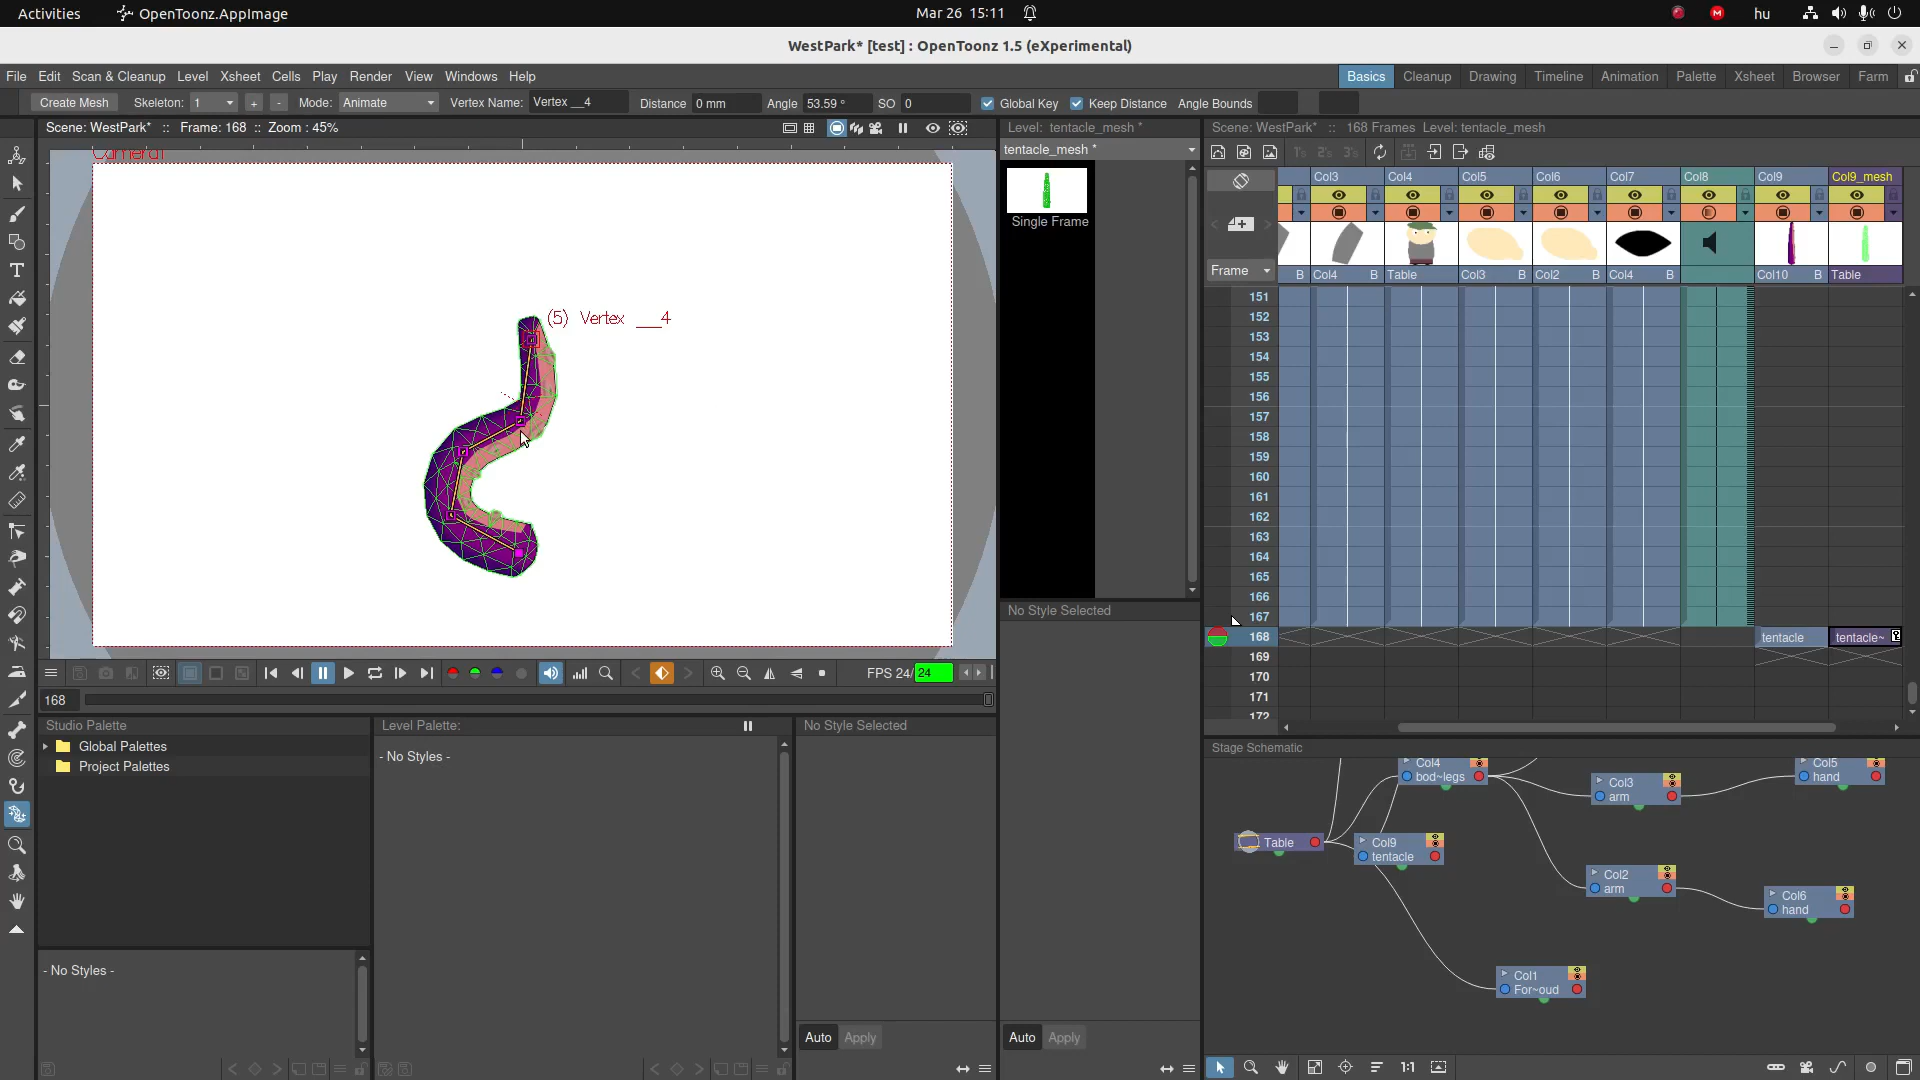 Activities
OpenToonz.AppImage
Mar 26 15:11
hu
WestPark* [test] : OpenToonz 1.5 (eXperimental)
File Edit Scan & Cleanup Level Xsheet Cells Play Render View Windows Help
Basics Cleanup Drawing Timeline Animation Palette Xsheet Browser Farm
Create Mesh Skeleton: 1 + - Mode: Animate Vertex Name: Vertex __4 Distance 0 mm Angle 53.59 ° SO 0 Global Key Keep Distance Angle Bounds
Scene: WestPark* :: Frame: 168 :: Zoom : 45%
Level: tentacle_mesh *
Scene: WestPark* :: 168 Frames Level: tentacle_mesh
Camera1
tentacle_mesh *
1's 2's 3's
Single Frame
Col3 Col4 Col5 Col6 Col7 Col8 Col9 Col9_mesh
Frame
B Col4 B Table Col3 B Col2 B Col4 B Col10 B Table
(5) Vertex ___4
151
152
153
154
155
156
157
158
159
160
161
162
163
164
165
166
167
168 tentacle tentacle~
169
170
171
172
No Style Selected
FPS 24/ 24
168
Studio Palette
Global Palettes
Project Palettes
- No Styles -
Level Palette:
- No Styles -
No Style Selected
Auto Apply
Auto Apply
Stage Schematic
Col4
bod~legs
Col3
arm
Col5
hand
Table
Col9
tentacle
Col2
arm
Col6
hand
Col1
For~oud
1:1